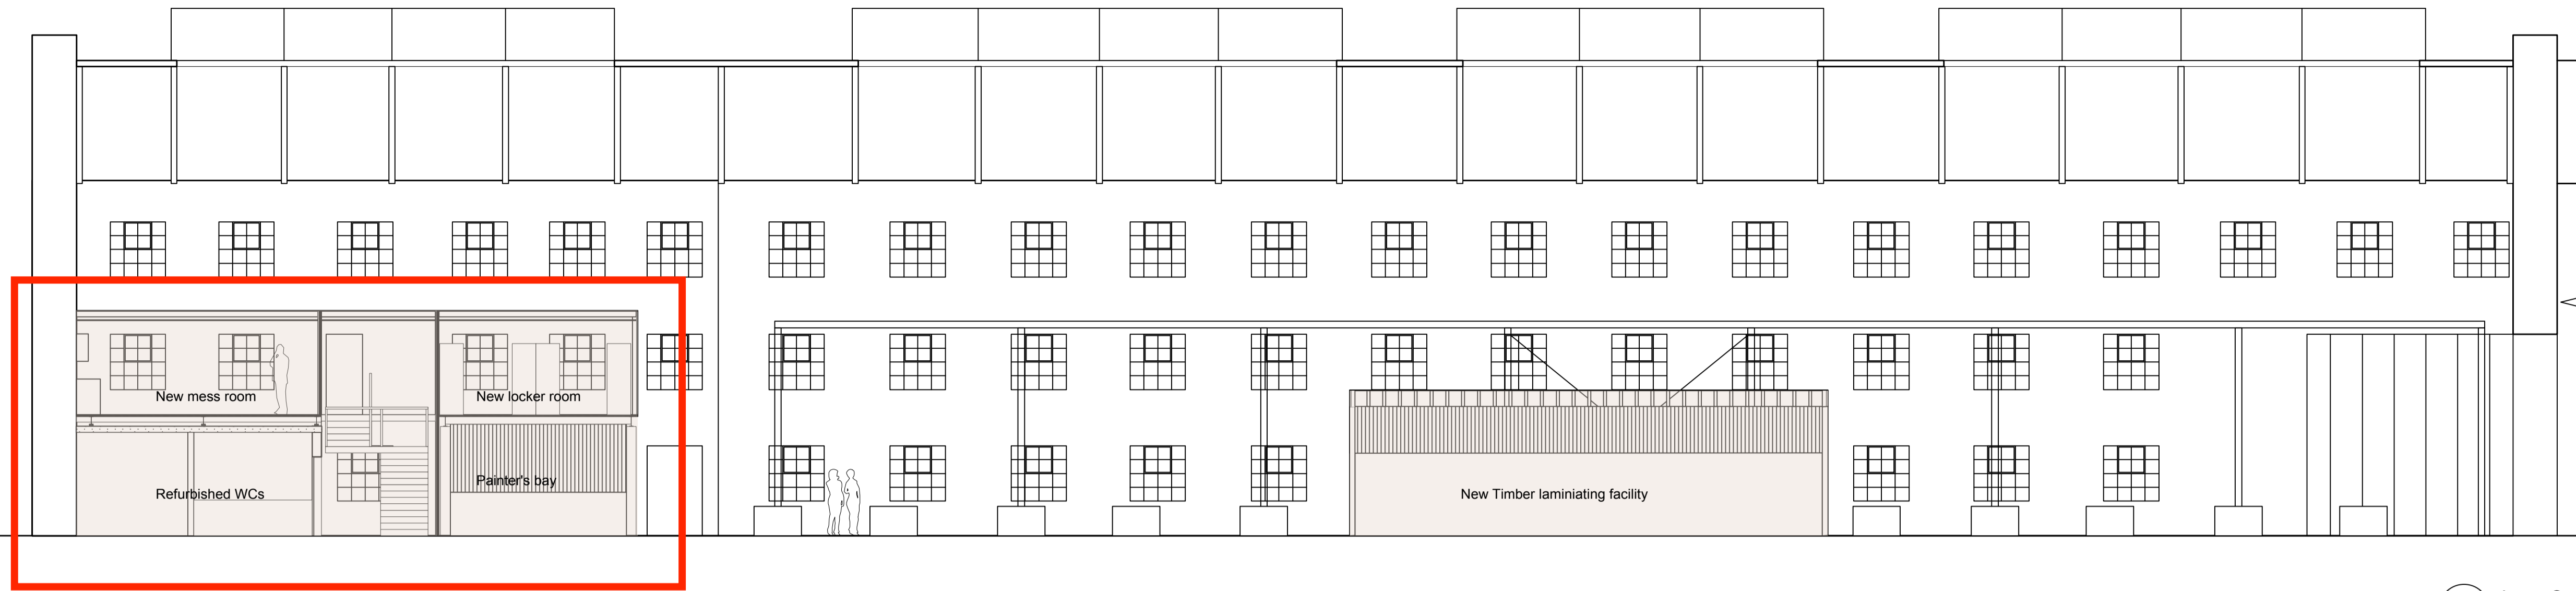 New mess room
New locker room
Painter's bay
Refurbished WCs
New Timber laminiating facility